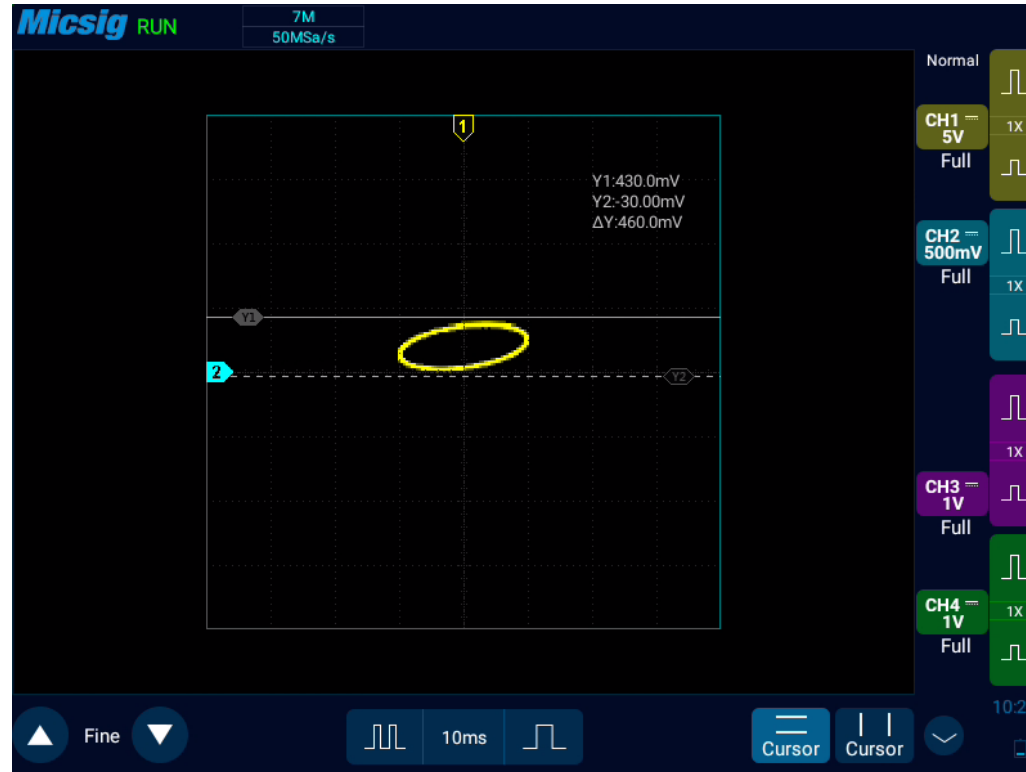 Micsig RUN
7M
50MSa/s
Normal
1
CH1
5V
Full
1X
Y1:430.0mV
Y2:-30.00mV
ΔY:460.0mV
CH2
500mV
Full
1X
Y1
2
Y2
1X
CH3
1V
Full
CH4
1V
Full
1X
10:2
Fine
10ms
Cursor
Cursor